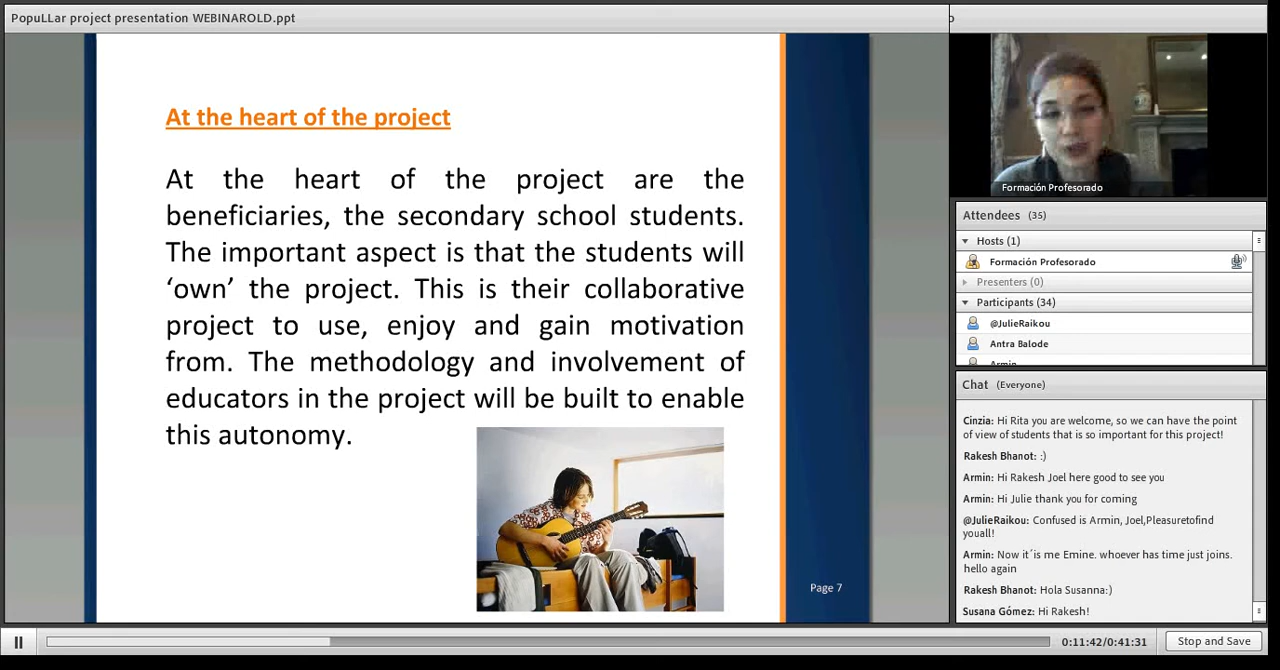 PopuLLar project presentation WEBINAROLD.ppt
At the heart of the project
At the heart of the project are the
beneficiaries, the secondary school students.
The important aspect is that the students will
‘own’ the project. This is their collaborative
project to use, enjoy and gain motivation
from. The methodology and involvement of
educators in the project will be built to enable
this autonomy.
Page 7
Formación Profesorado
Attendees (35)
Hosts (1)
Formación Profesorado
Presenters (0)
Participants (34)
@JulieRaikou
Antra Balode
Armin
Chat (Everyone)
Cinzia: Hi Rita you are welcome, so we can have the point
of view of students that is so important for this project!
Rakesh Bhanot: :)
Armin: Hi Rakesh Joel here good to see you
Armin: Hi Julie thank you for coming
@JulieRaikou: Confused is Armin, Joel,Pleasuretofind
youall!
Armin: Now it´is me Emine. whoever has time just joins.
hello again
Rakesh Bhanot: Hola Susanna:)
Susana Gómez: Hi Rakesh!
0:11:42/0:41:31
Stop and Save